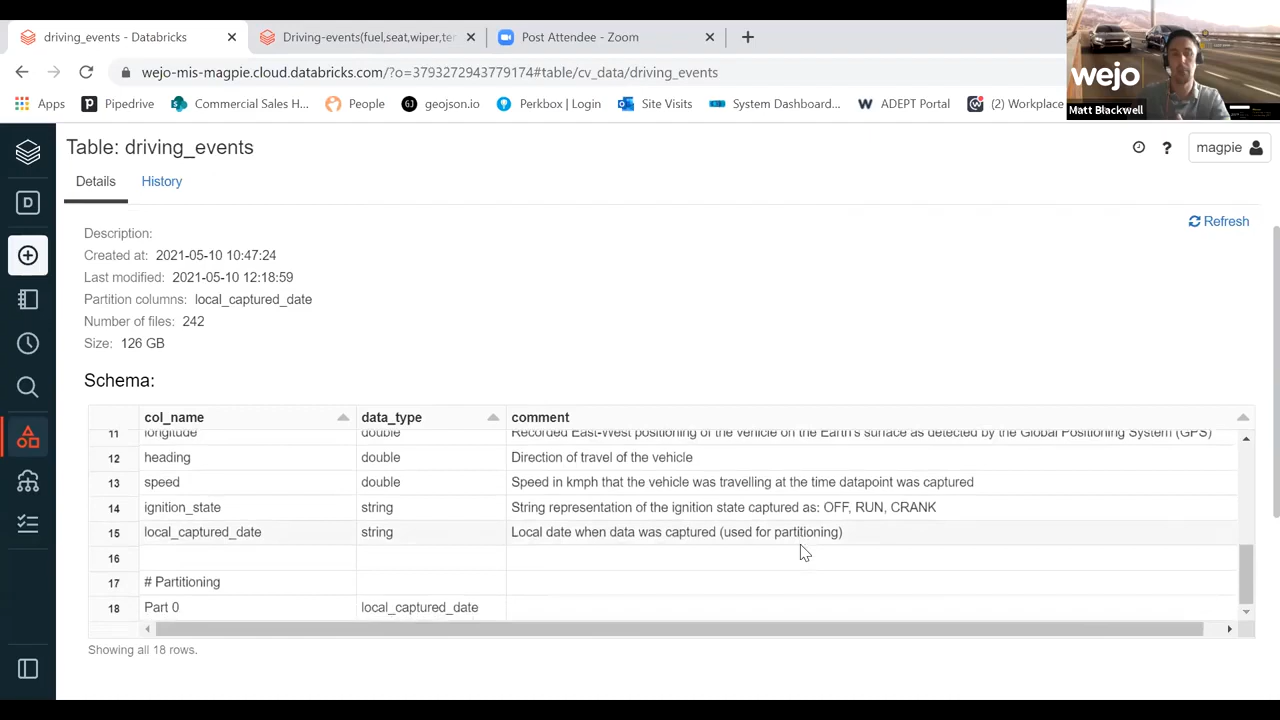 driving_events - Databricks
Driving-events(fuel,seat,wiper,ter
Post Attendee - Zoom
wejo-mis-magpie.cloud.databricks.com/?o=3793272943779174#table/cv_data/driving_events
Apps Pipedrive Commercial Sales H... People geojson.io Perkbox | Login Site Visits System Dashboard... ADEPT Portal (2) Workplace
wejo
Matt Blackwell
Table: driving_events
magpie
Details History
Refresh
Description:
Created at: 2021-05-10 10:47:24
Last modified: 2021-05-10 12:18:59
Partition columns: local_captured_date
Number of files: 242
Size: 126 GB
Schema:
col_name data_type comment
11 longitude double Recorded East-West positioning of the vehicle on the Earth's surface as detected by the Global Positioning System (GPS)
12 heading double Direction of travel of the vehicle
13 speed double Speed in kmph that the vehicle was travelling at the time datapoint was captured
14 ignition_state string String representation of the ignition state captured as: OFF, RUN, CRANK
15 local_captured_date string Local date when data was captured (used for partitioning)
16
17 # Partitioning
18 Part 0 local_captured_date
Showing all 18 rows.